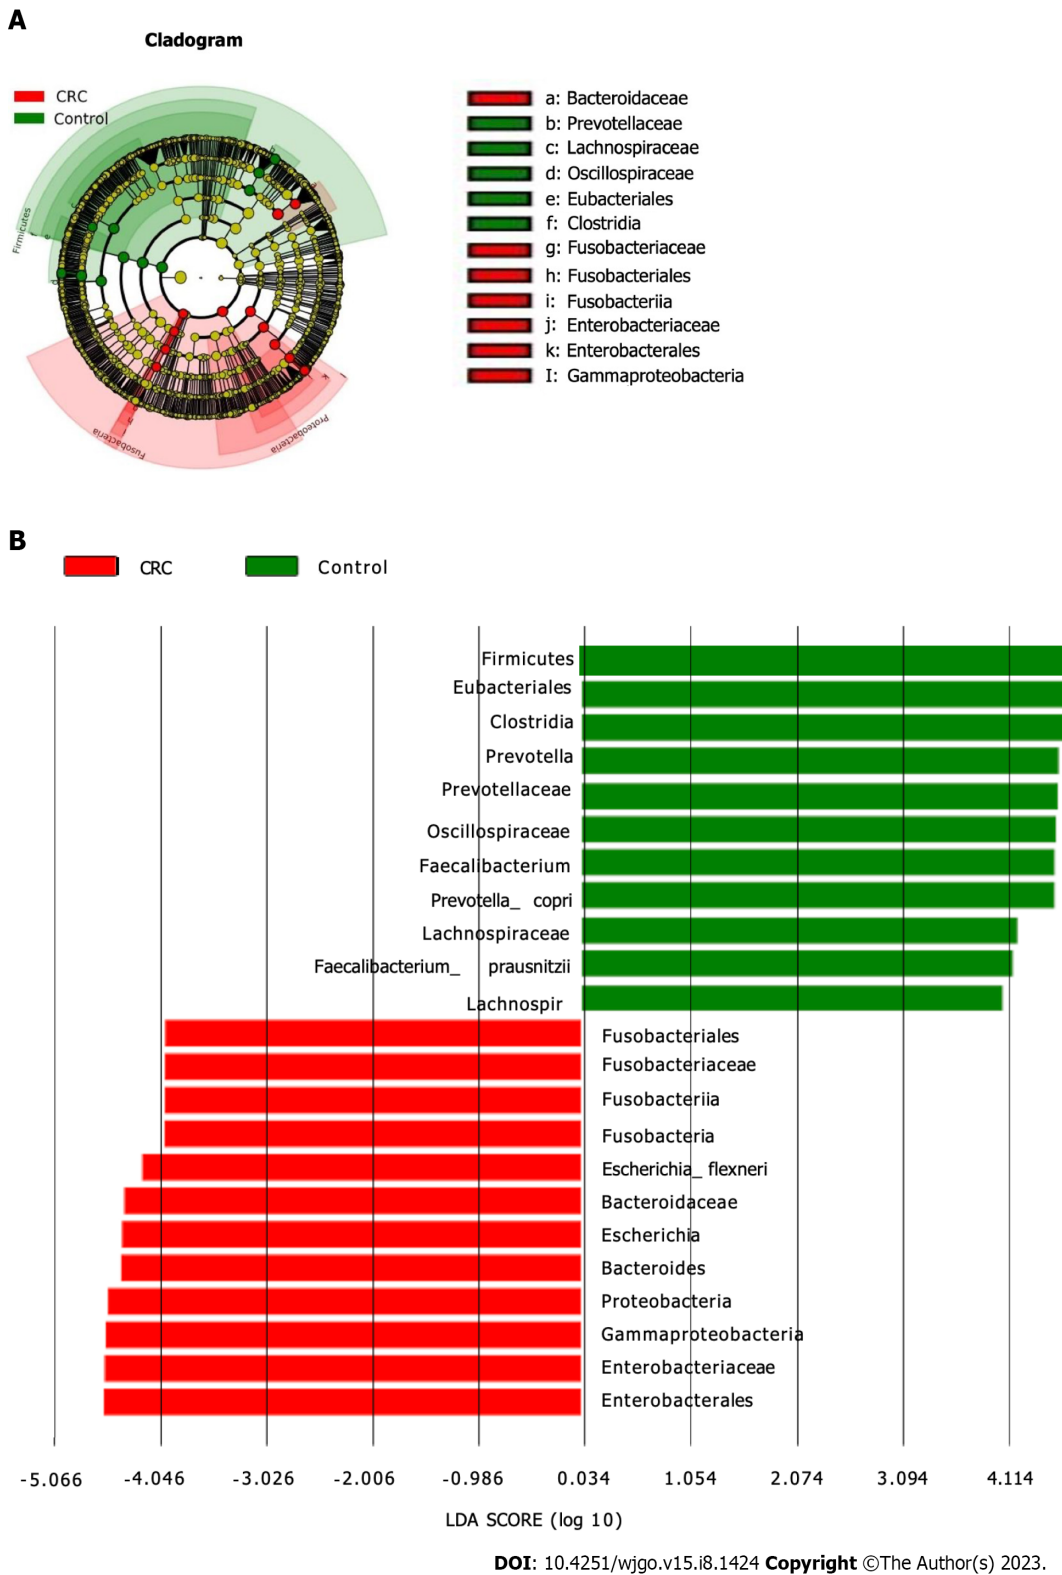 A
Cladogram
CRC
Control
Firmicutes
Fusobacteria
Proteobacteria
a: Bacteroidaceae
b: Prevotellaceae
c: Lachnospiraceae
d: Oscillospiraceae
e: Eubacteriales
f: Clostridia
g: Fusobacteriaceae
h: Fusobacteriales
i: Fusobacteriia
j: Enterobacteriaceae
k: Enterobacterales
I: Gammaproteobacteria
B
CRC Control
Firmicutes
Eubacteriales
Clostridia
Prevotella
Prevotellaceae
Oscillospiraceae
Faecalibacterium
Prevotella_ copri
Lachnospiraceae
Faecalibacterium_ prausnitzii
Lachnospir
Fusobacteriales
Fusobacteriaceae
Fusobacteriia
Fusobacteria
Escherichia_ flexneri
Bacteroidaceae
Escherichia
Bacteroides
Proteobacteria
Gammaproteobacteria
Enterobacteriaceae
Enterobacterales
-5.066 -4.046 -3.026 -2.006 -0.986 0.034 1.054 2.074 3.094 4.114
LDA SCORE (log 10)
DOI: 10.4251/wjgo.v15.i8.1424 Copyright ©The Author(s) 2023.